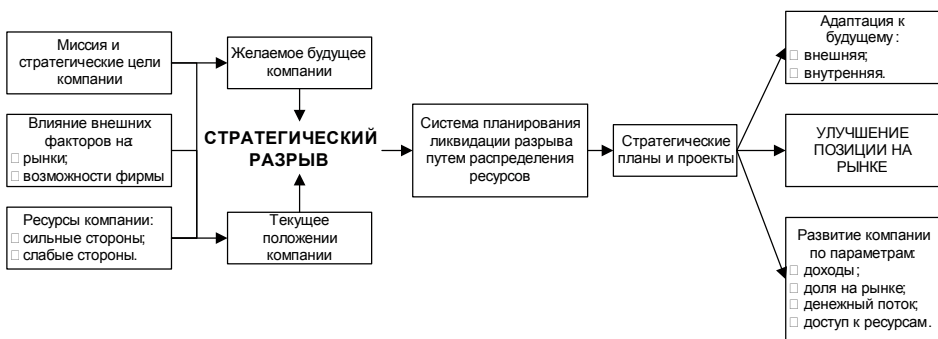 Миссия и
стратегические цели
компании
Влияние внешних
факторов на:
□ рынки;
□ возможности фирмы
Ресурсы компании:
□ сильные стороны;
□ слабые стороны.
Желаемое будущее
компании
СТРАТЕГИЧЕСКИЙ
РАЗРЫВ
Текущее
положении
компании
Система планирования
ликвидации разрыва
путем распределения
ресурсов
Стратегические
планы и проекты
Адаптация к
будущему:
□ внешняя;
□ внутренняя.
УЛУЧШЕНИЕ
ПОЗИЦИИ НА
РЫНКЕ
Развитие компании
по параметрам:
□ доходы;
□ доля на рынке;
□ денежный поток;
□ доступ к ресурсам.